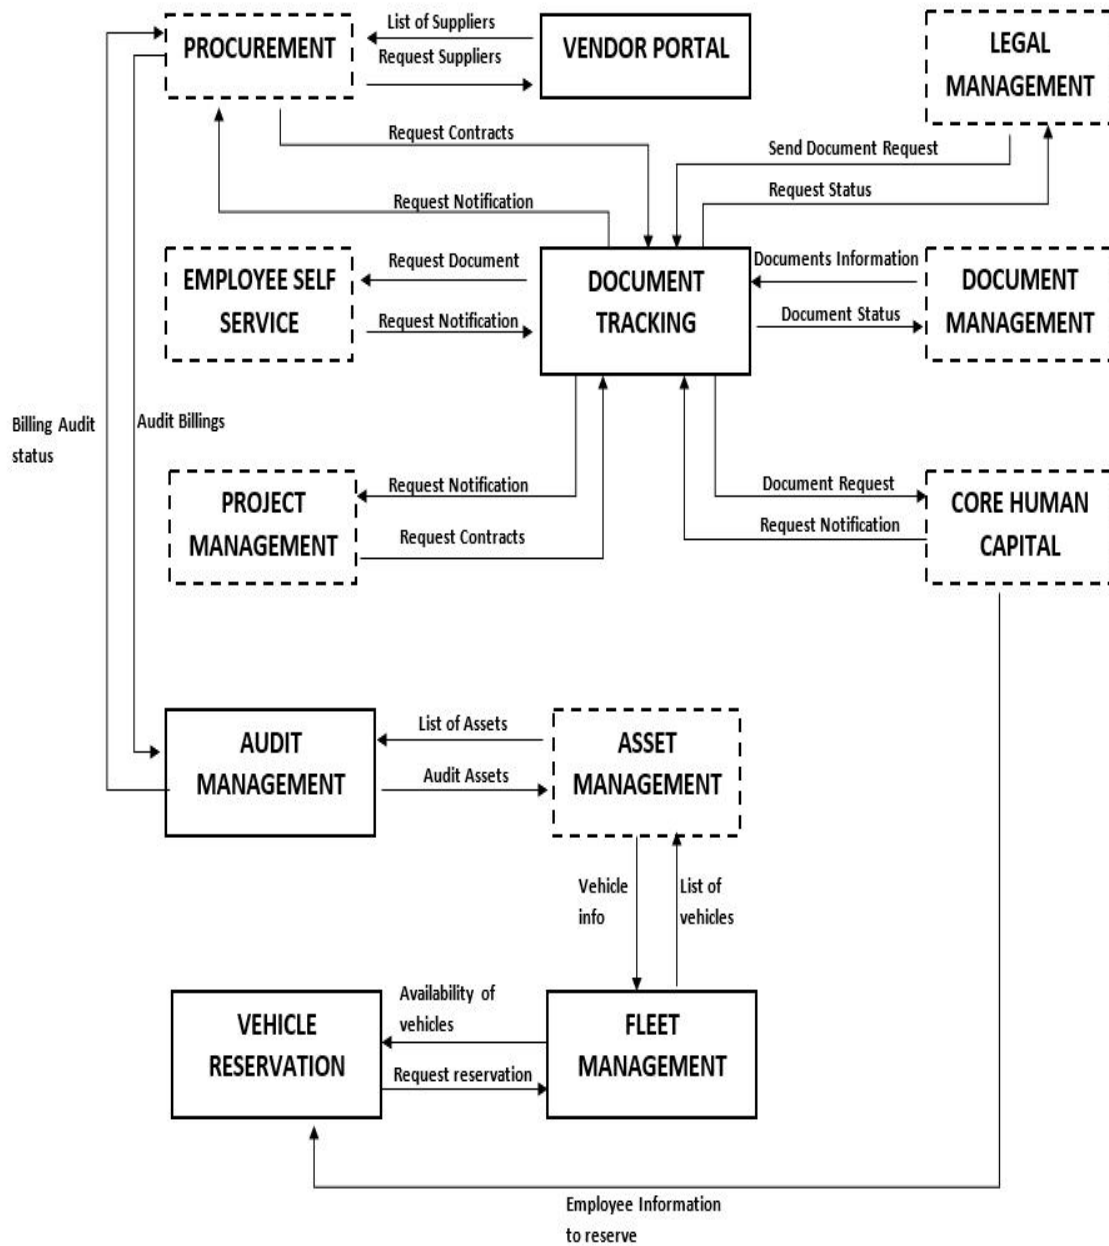 PROCUREMENT
List of Suppliers
Request Suppliers
VENDOR PORTAL
LEGAL
MANAGEMENT
Request Contracts
Send Document Request
Request Status
Request Notification
EMPLOYEE SELF
SERVICE
Request Document
Request Notification
DOCUMENT
TRACKING
Documents Information
Document Status
DOCUMENT
MANAGEMENT
Billing Audit
status
Audit Billings
PROJECT
MANAGEMENT
Request Notification
Request Contracts
Document Request
Request Notification
CORE HUMAN
CAPITAL
AUDIT
MANAGEMENT
List of Assets
Audit Assets
ASSET
MANAGEMENT
Vehicle
info
List of
vehicles
VEHICLE
RESERVATION
Availability of
vehicles
Request reservation
FLEET
MANAGEMENT
Employee Information
to reserve